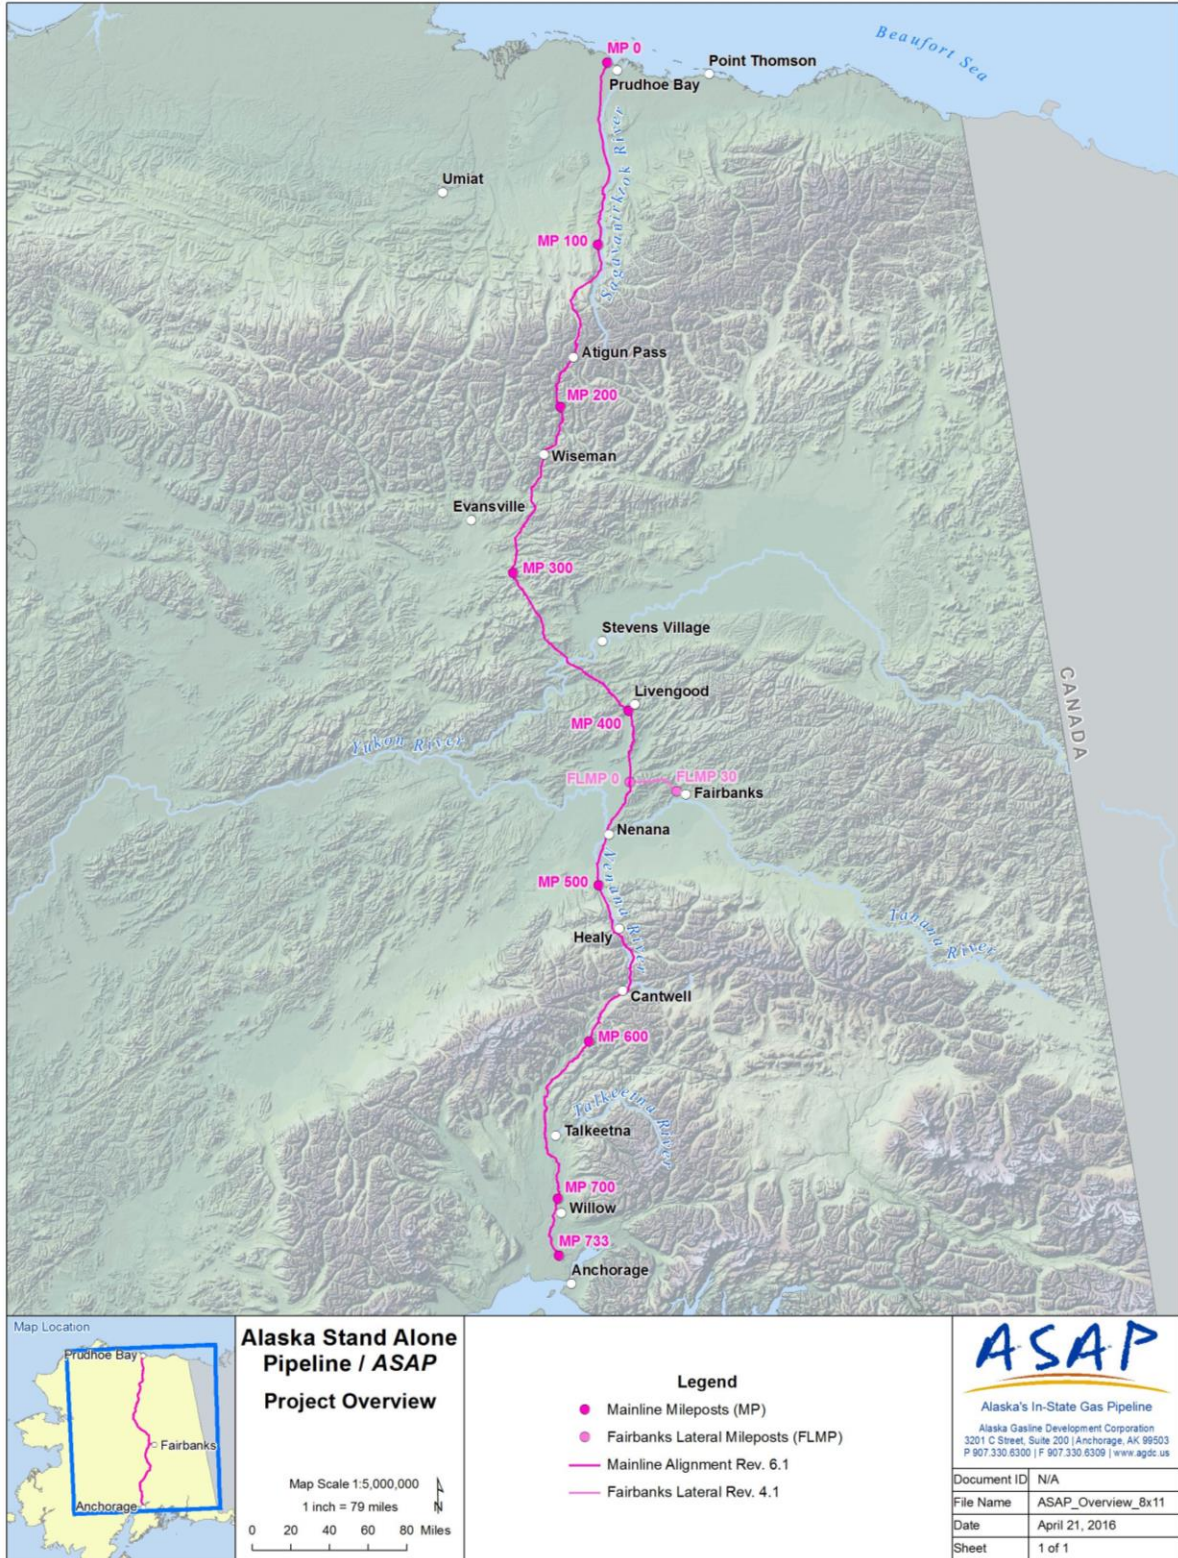 Beaufort Sea
MP 0
Point Thomson
Prudhoe Bay
Sagavanirkzok River
Umiat
MP 100
Atigun Pass
MP 200
Wiseman
Evansville
MP 300
Stevens Village
CANADA
Livengood
MP 400
Yukon River
FLMP 0
FLMP 30
Fairbanks
Nenana
MP 500
Nenana River
Tanana River
Healy
Cantwell
MP 600
Talkeetna River
Talkeetna
MP 700
Willow
MP 733
Anchorage
Map Location
Prudhoe Bay
Fairbanks
Anchorage
Alaska Stand Alone
Pipeline / ASAP
Project Overview
Map Scale 1:5,000,000
1 inch = 79 miles
N
0 20 40 60 80 Miles
Legend
Mainline Mileposts (MP)
Fairbanks Lateral Mileposts (FLMP)
Mainline Alignment Rev. 6.1
Fairbanks Lateral Rev. 4.1
ASAP
Alaska's In-State Gas Pipeline
Alaska Gasline Development Corporation
3201 C Street, Suite 200 | Anchorage, AK 99503
P 907.330.6300 | F 907.330.6309 | www.agdc.us
Document ID N/A
File Name ASAP_Overview_8x11
Date April 21, 2016
Sheet 1 of 1